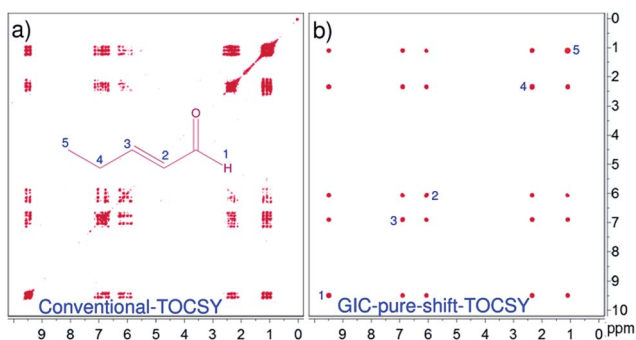 a)
b)
O
5
4
3
2
1
H
Conventional-TOCSY
9 8 7 6 5 4 3 2 1 0
5
4
2
3
1
GIC-pure-shift-TOCSY
9 8 7 6 5 4 3 2 1 0
0
1
2
3
4
5
6
7
8
9
10
ppm